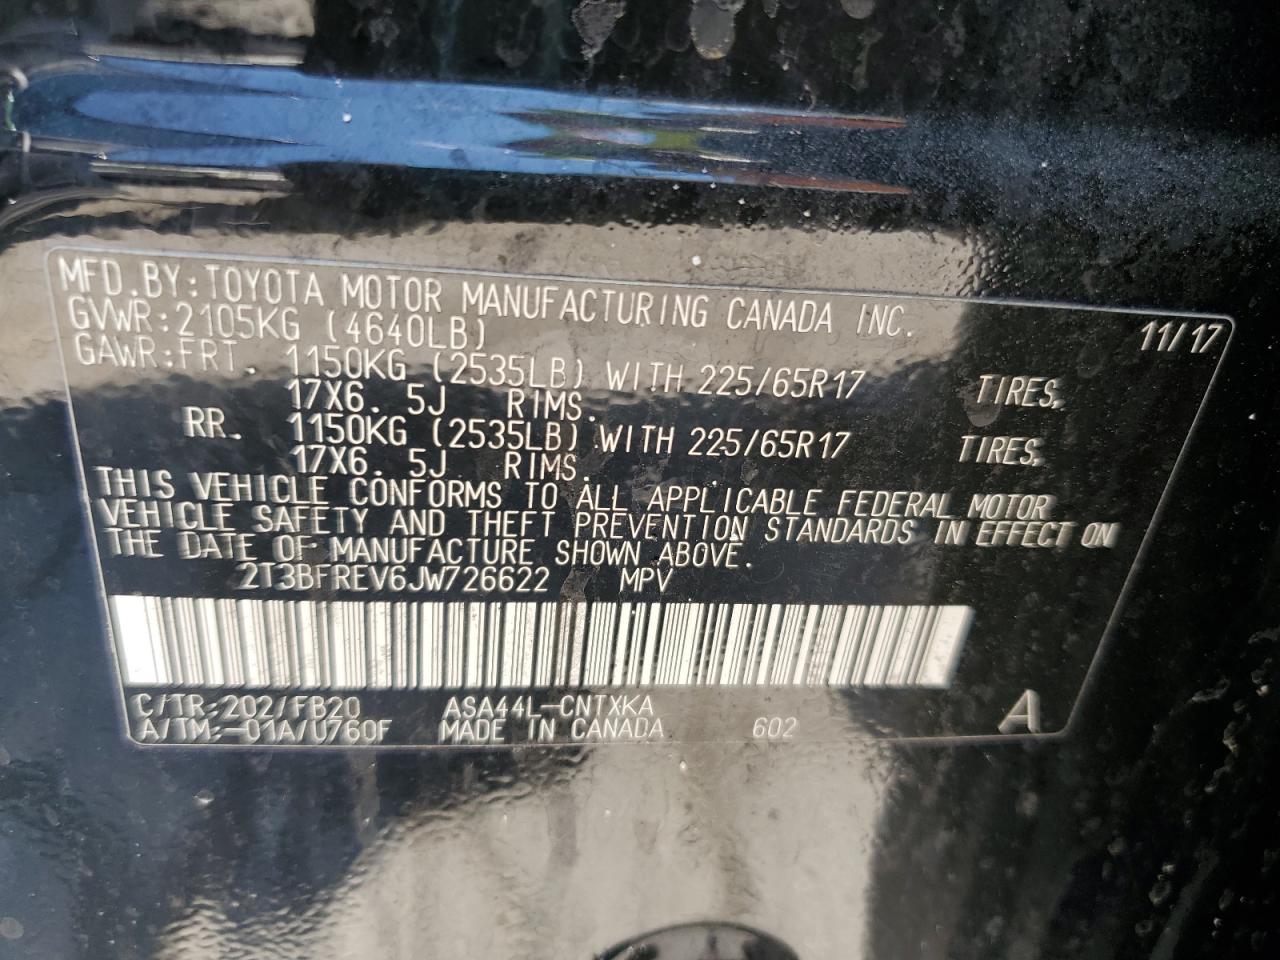 MFD.BY:TOYOTA MOTOR MANUFACTURING CANADA INC. 11/17
GVWR:2105KG (4640LB)
GAWR:FRT. 1150KG (2535LB) WITH 225/65R17 TIRES,
17X6. 5J RIMS.
RR. 1150KG (2535LB) WITH 225/65R17 TIRES,
17X6. 5J RIMS.
THIS VEHICLE CONFORMS TO ALL APPLICABLE FEDERAL MOTOR
VEHICLE SAFETY AND THEFT PREVENTION STANDARDS IN EFFECT ON
THE DATE OF MANUFACTURE SHOWN ABOVE.
2T3BFREV6JW726622 MPV
C/TR:202/FB20 ASA44L-CNTXKA
A/TM:-01A/U760F MADE IN CANADA 602 A